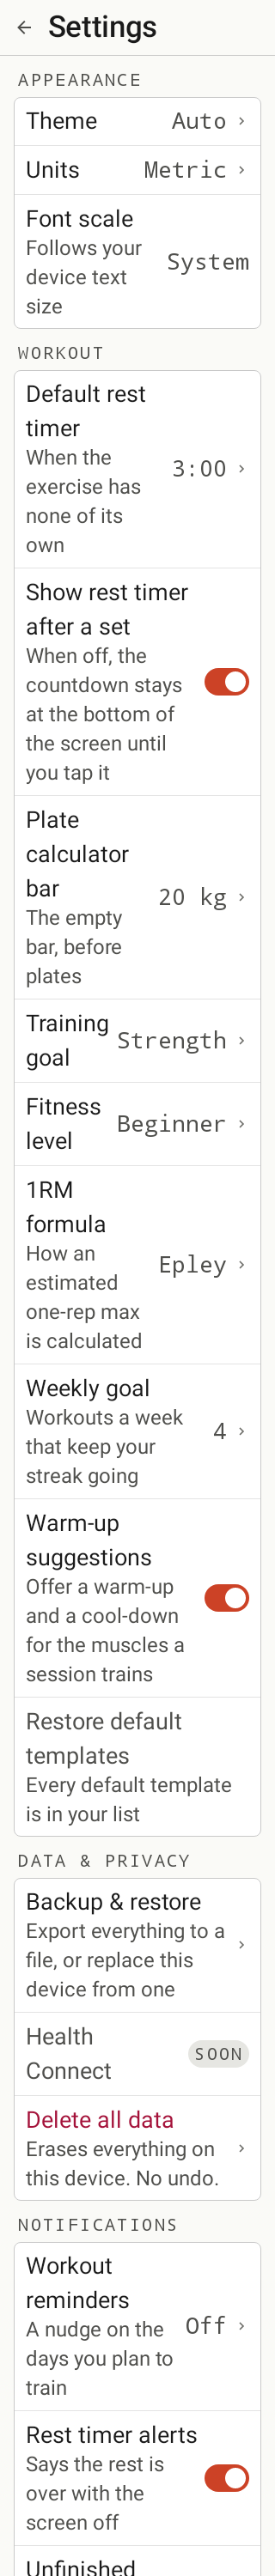 Settings
APPEARANCE
Theme
Auto
Units
Metric
Font scale
Follows your
device text
size
System
WORKOUT
Default rest
timer
When the
exercise has
none of its
own
3:00
Show rest timer
after a set
When off, the
countdown stays
at the bottom of
the screen until
you tap it
Plate
calculator
bar
The empty
bar, before
plates
20 kg
Training
goal
Strength
Fitness
level
Beginner
1RM
formula
How an
estimated
one-rep max
is calculated
Epley
Weekly goal
Workouts a week
that keep your
streak going
4
Warm-up
suggestions
Offer a warm-up
and a cool-down
for the muscles a
session trains
Restore default
templates
Every default template
is in your list
DATA & PRIVACY
Backup & restore
Export everything to a
file, or replace this
device from one
Health
Connect
SOON
Delete all data
Erases everything on
this device. No undo.
NOTIFICATIONS
Workout
reminders
A nudge on the
days you plan to
train
Off
Rest timer alerts
Says the rest is
over with the
screen off
Unfinished